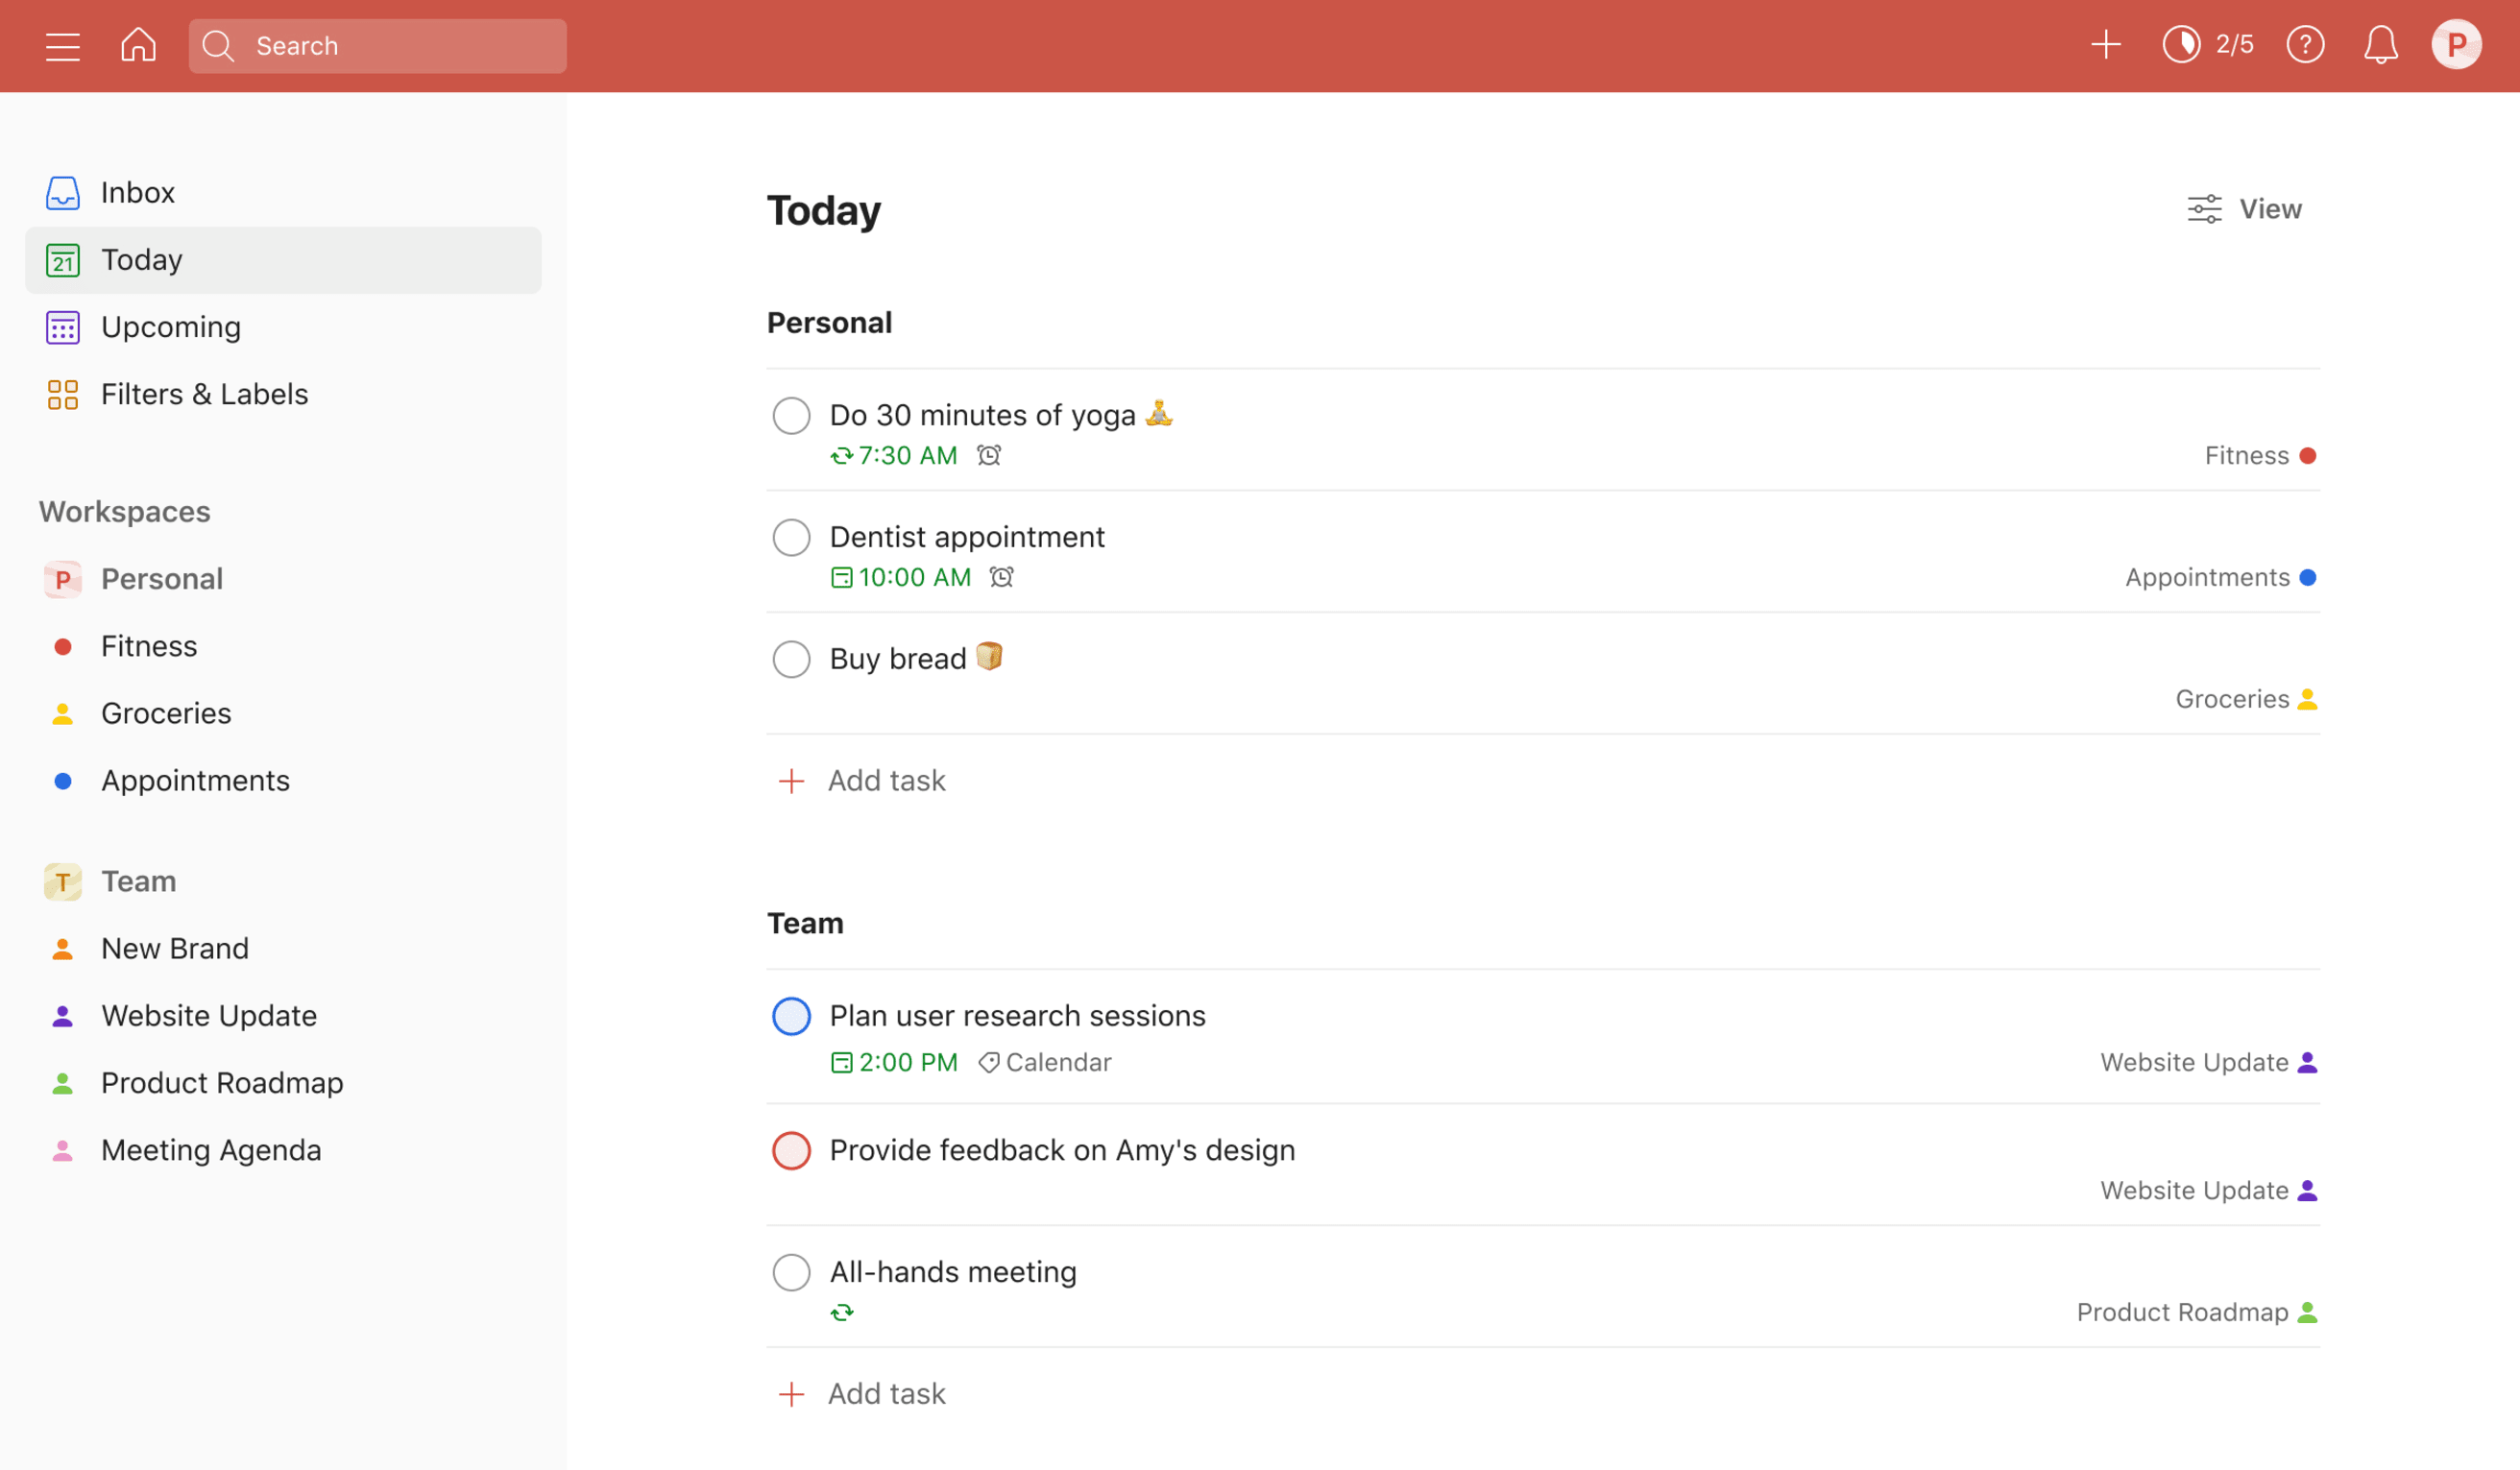 Search
2/5
?
P
Inbox
21
Today
Upcoming
Filters & Labels
Workspaces
P
Personal
Fitness
Groceries
Appointments
T
Team
New Brand
Website Update
Product Roadmap
Meeting Agenda
Today
View
Personal
Do 30 minutes of yoga 🧘
7:30 AM
Fitness
Dentist appointment
10:00 AM
Appointments
Buy bread 🍞
Groceries
+ Add task
Team
Plan user research sessions
2:00 PM Calendar
Website Update
Provide feedback on Amy's design
Website Update
All-hands meeting
Product Roadmap
+ Add task